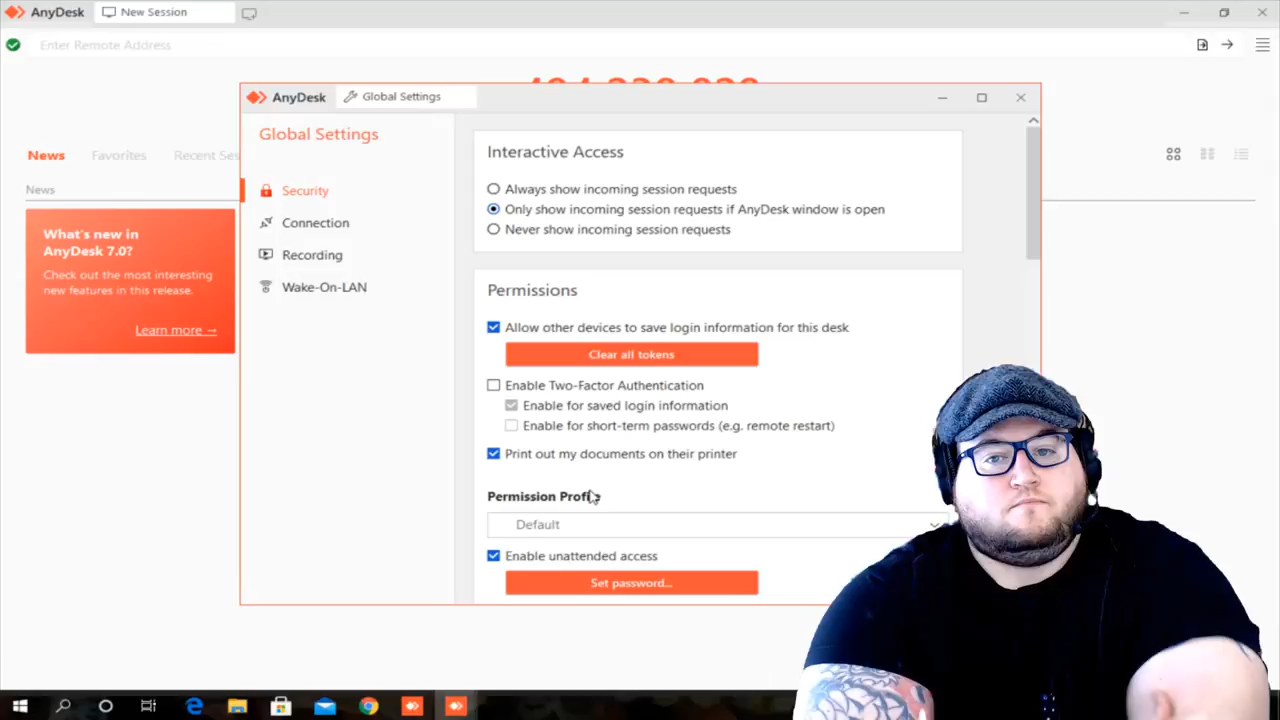 AnyDesk
New Session
Enter Remote Address
AnyDesk
Global Settings
Global Settings
Security
Connection
Recording
Wake-On-LAN
News
Favorites
Recent Ses
News
What's new in
AnyDesk 7.0?
Check out the most interesting
new features in this release.
Learn more →
Interactive Access
Always show incoming session requests
Only show incoming session requests if AnyDesk window is open
Never show incoming session requests
Permissions
Allow other devices to save login information for this desk
Clear all tokens
Enable Two-Factor Authentication
Enable for saved login information
Enable for short-term passwords (e.g. remote restart)
Print out my documents on their printer
Permission Profile
Default
Enable unattended access
Set password...